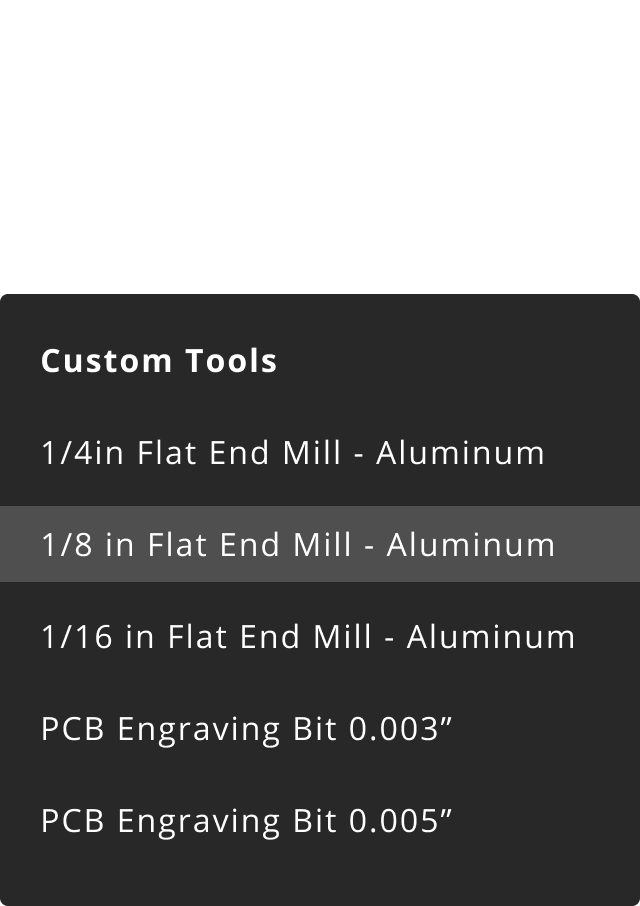 Custom Tools
1/4in Flat End Mill - Aluminum
1/8 in Flat End Mill - Aluminum
1/16 in Flat End Mill - Aluminum
PCB Engraving Bit 0.003”
PCB Engraving Bit 0.005”